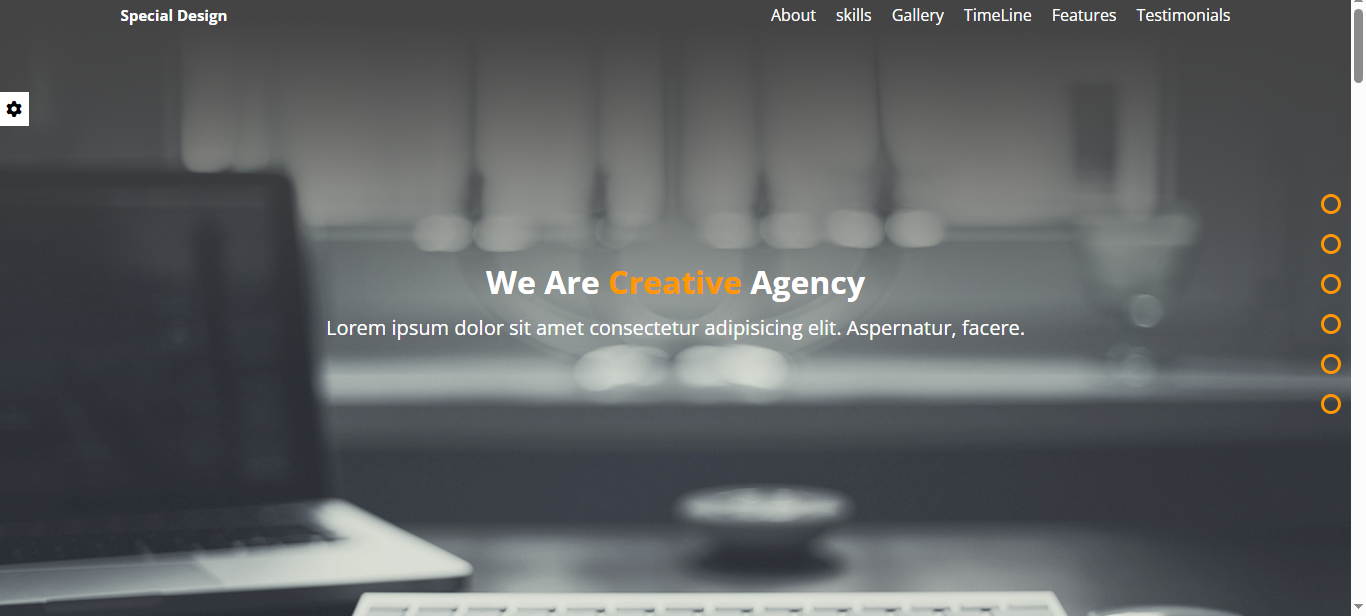 Special Design
About skills Gallery TimeLine Features Testimonials
We Are Creative Agency
Lorem ipsum dolor sit amet consectetur adipisicing elit. Aspernatur, facere.